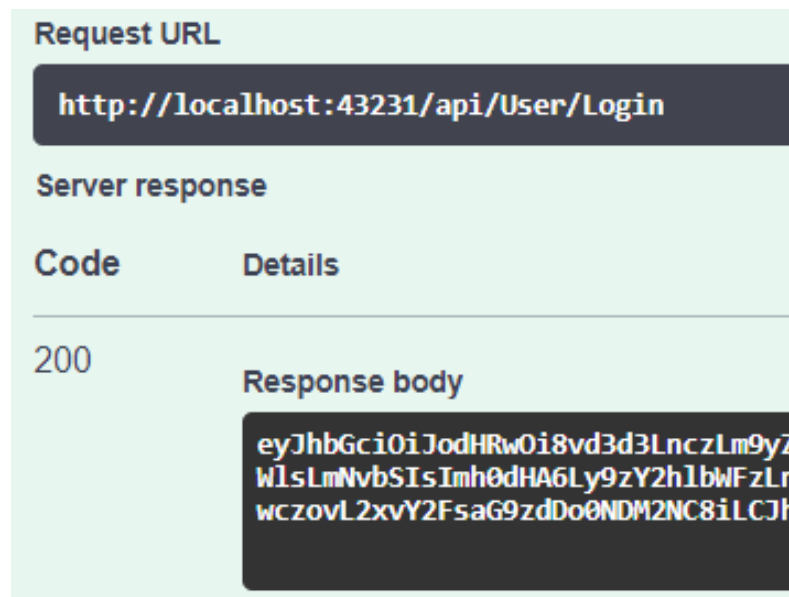 Request URL
http://localhost:43231/api/User/Login
Server response
Code Details
200
Response body
eyJhbGciOiJodHRwOi8vd3d3LnczLm9yZ
WlsLmNvbSIsImh0dHA6Ly9zY2hlbWFzLn
wczovL2xvY2FsaG9zdDo0NDM2NC8iLCJh